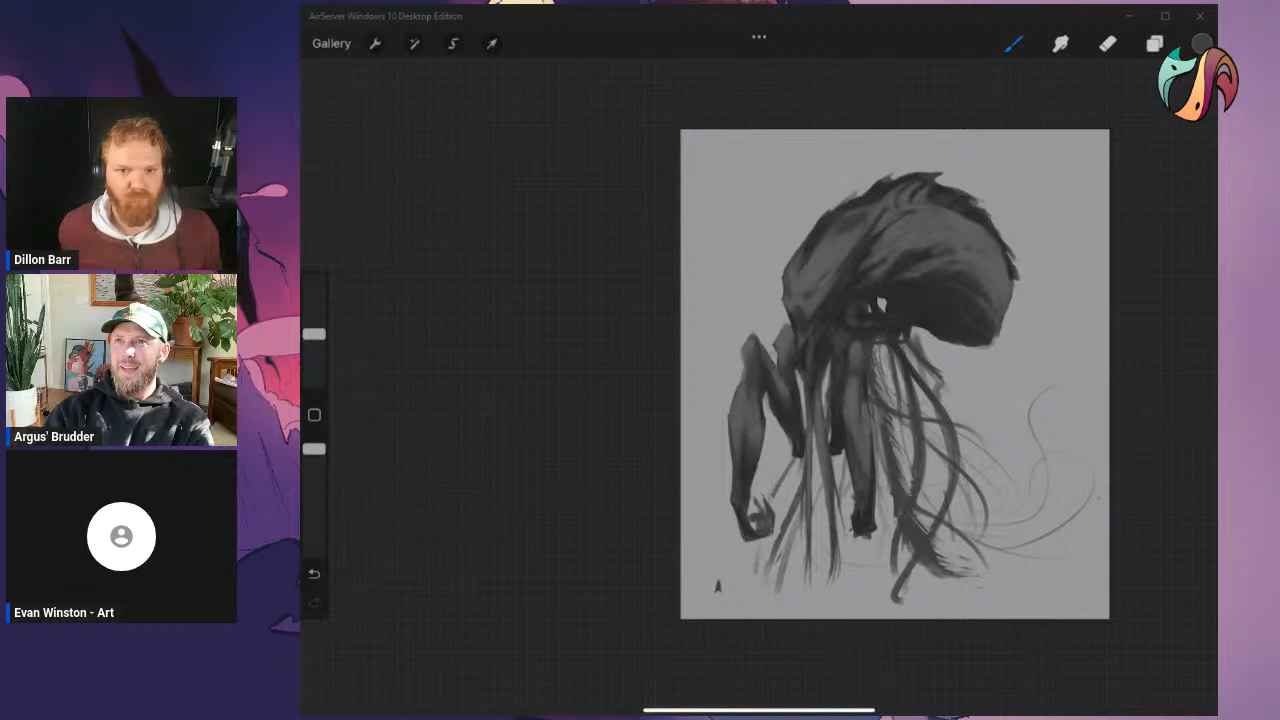 AirServer Windows 10 Desktop Edition
Gallery
Dillon Barr
Argus' Brudder
Evan Winston - Art